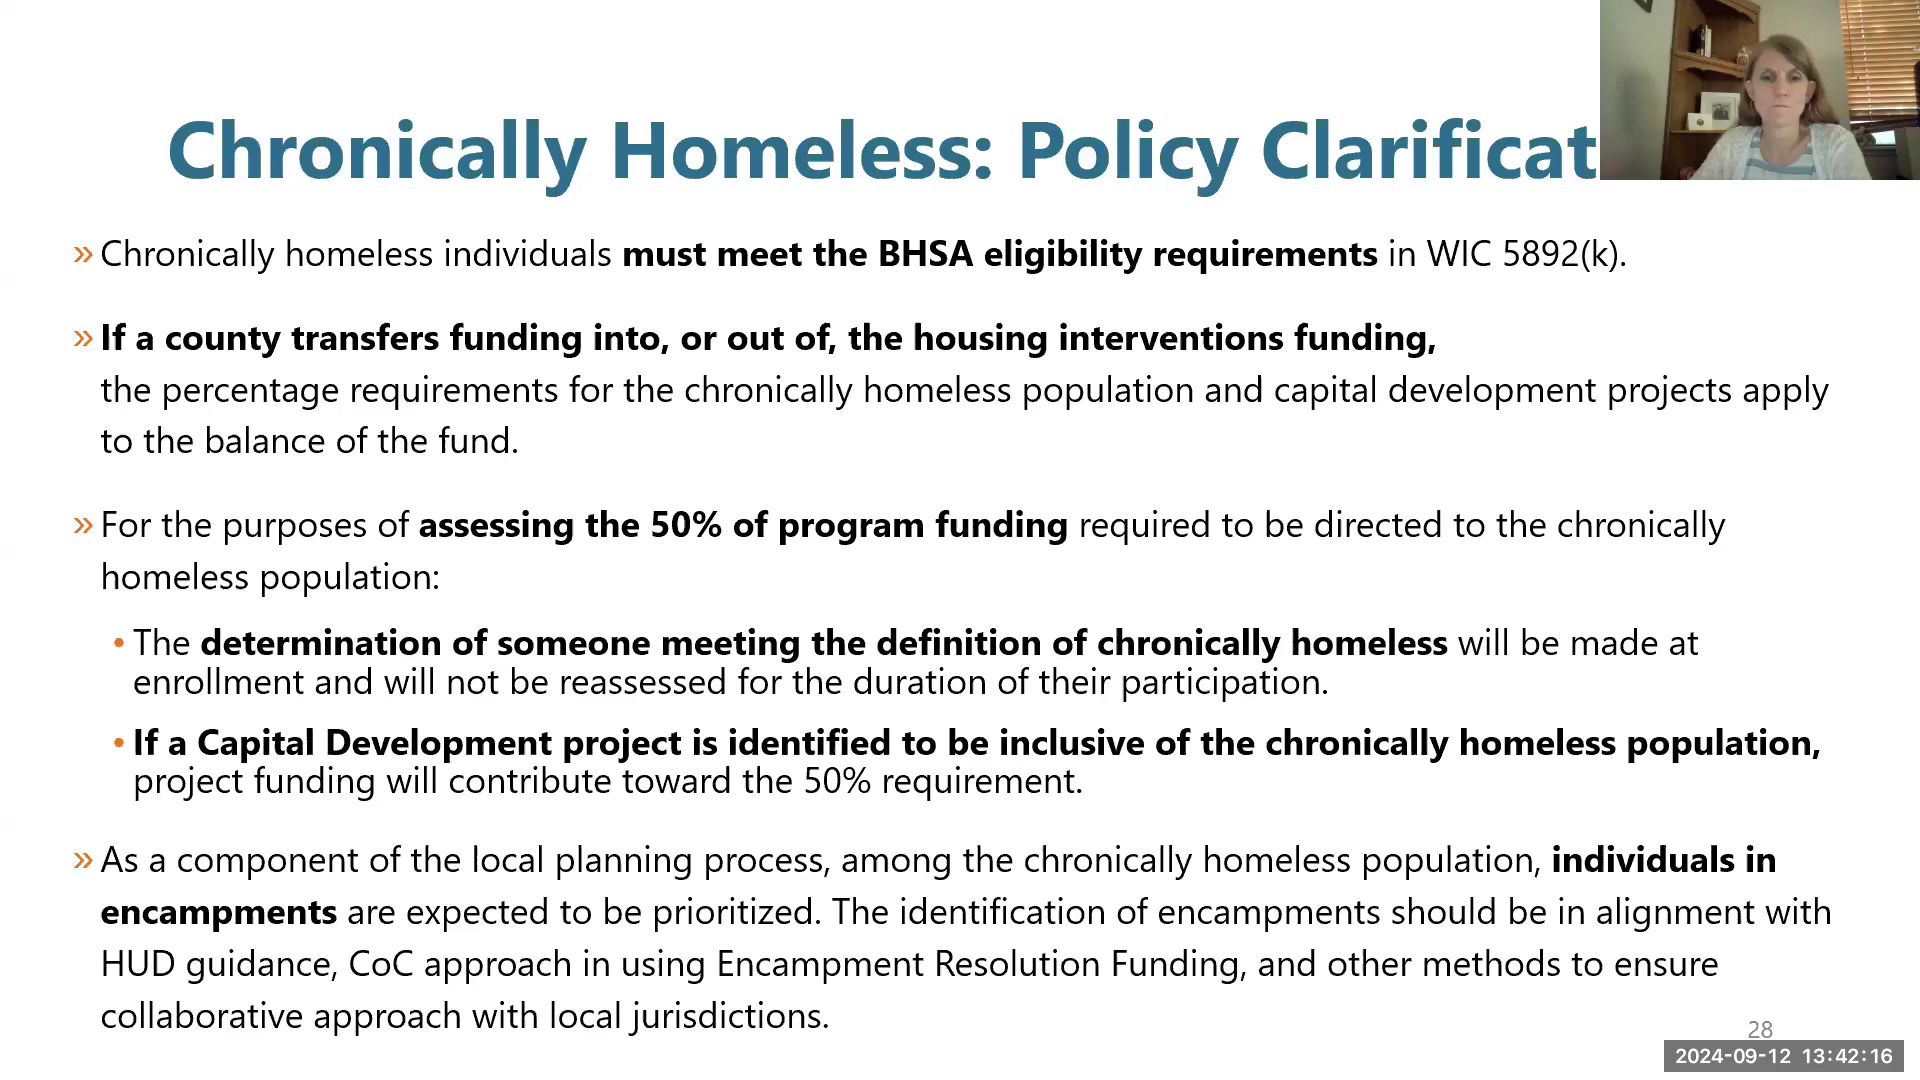 Chronically Homeless: Policy Clarificat
» Chronically homeless individuals must meet the BHSA eligibility requirements in WIC 5892(k).
» If a county transfers funding into, or out of, the housing interventions funding,
the percentage requirements for the chronically homeless population and capital development projects apply
to the balance of the fund.
» For the purposes of assessing the 50% of program funding required to be directed to the chronically
homeless population:
• The determination of someone meeting the definition of chronically homeless will be made at
enrollment and will not be reassessed for the duration of their participation.
• If a Capital Development project is identified to be inclusive of the chronically homeless population,
project funding will contribute toward the 50% requirement.
» As a component of the local planning process, among the chronically homeless population, individuals in
encampments are expected to be prioritized. The identification of encampments should be in alignment with
HUD guidance, CoC approach in using Encampment Resolution Funding, and other methods to ensure
collaborative approach with local jurisdictions.
28
2024-09-12 13:42:16